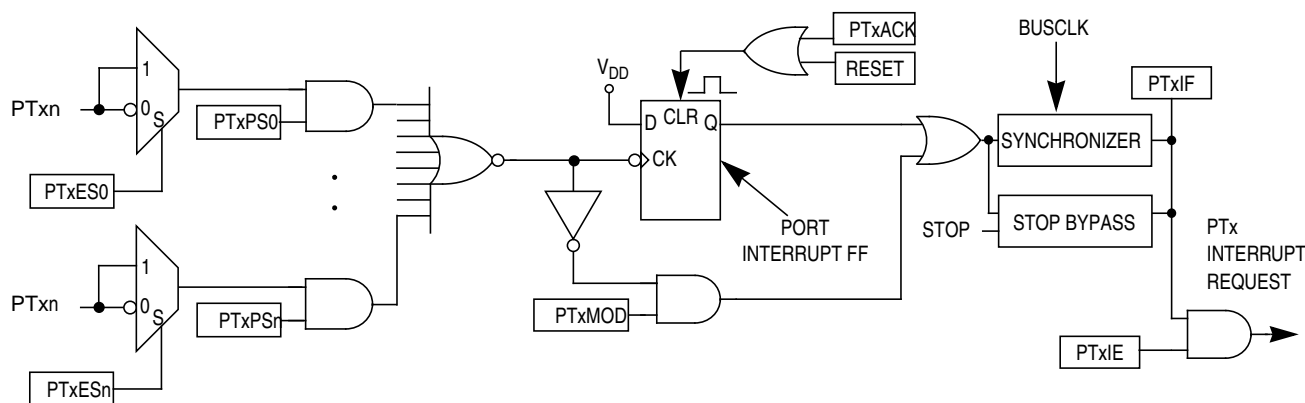 PTxn
1
0
S
PTxPS0
PTxES0
PTxn
1
0
S
PTxPSn
PTxESn
VDD
D
CLR
Q
CK
PTxACK
RESET
PORT
INTERRUPT FF
PTxMOD
BUSCLK
SYNCHRONIZER
STOP
STOP BYPASS
PTxIF
PTx
INTERRUPT
REQUEST
PTxIE